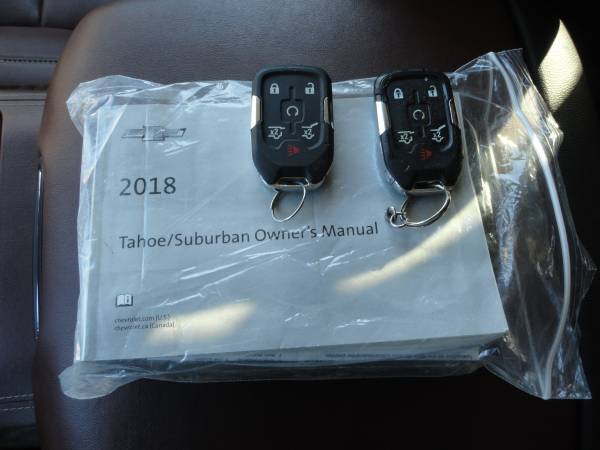 2018
Tahoe/Suburban Owner's Manual
chevrolet.com (U.S.)
chevrolet.ca (Canada)